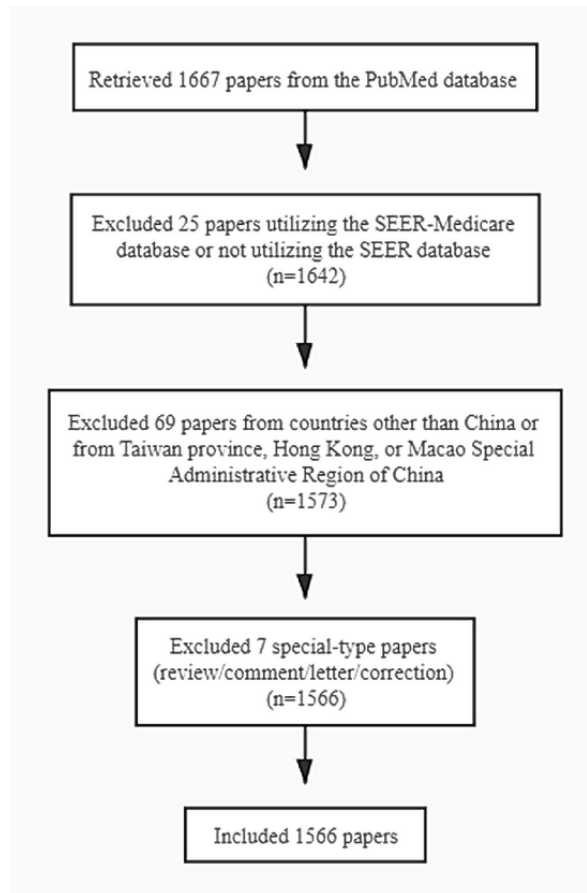 Retrieved 1667 papers from the PubMed database
Excluded 25 papers utilizing the SEER-Medicare
database or not utilizing the SEER database
(n=1642)
Excluded 69 papers from countries other than China or
from Taiwan province, Hong Kong, or Macao Special
Administrative Region of China
(n=1573)
Excluded 7 special-type papers
(review/comment/letter/correction)
(n=1566)
Included 1566 papers